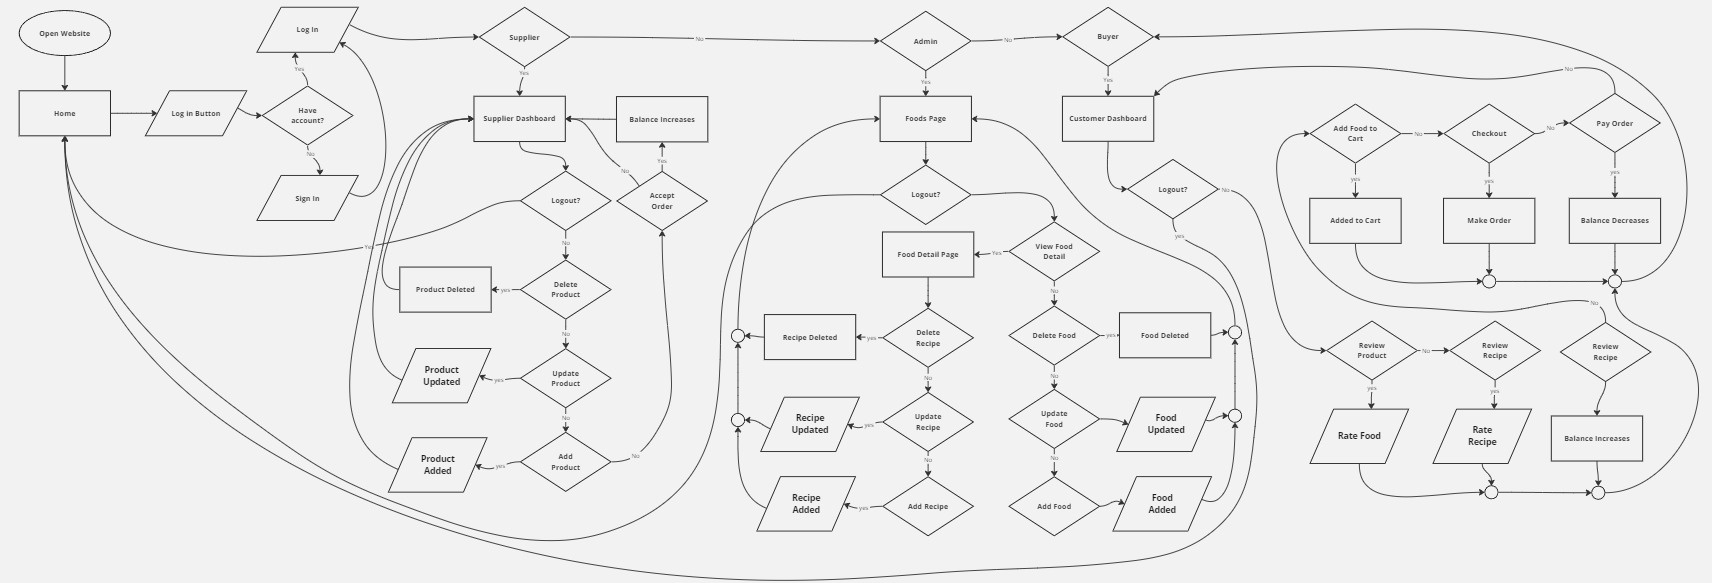 Open Website
Home
Log in Button
Log In
Yes
Have
account?
No
Sign In
Supplier
No
Yes
Supplier Dashboard
Balance Increases
Yes
No
Accept
Order
Logout?
Yes
No
Delete
Product
yes
Product Deleted
No
Update
Product
yes
Product
Updated
No
Add
Product
yes
Product
Added
No
Admin
No
Yes
Foods Page
Logout?
View Food
Detail
Yes
Food Detail Page
No
Delete
Recipe
yes
Recipe Deleted
No
Update
Recipe
yes
Recipe
Updated
No
Add Recipe
yes
Recipe
Added
Delete Food
yes
Food Deleted
No
Update
Food
Food
Updated
No
Add Food
Food
Added
Buyer
Yes
Customer Dashboard
Logout?
No
yes
No
Add Food to
Cart
No
Checkout
No
Pay Order
yes
yes
yes
Added to Cart
Make Order
Balance Decreases
No
Review
Product
No
Review
Recipe
Review
Recipe
yes
yes
Rate Food
Rate
Recipe
Balance Increases